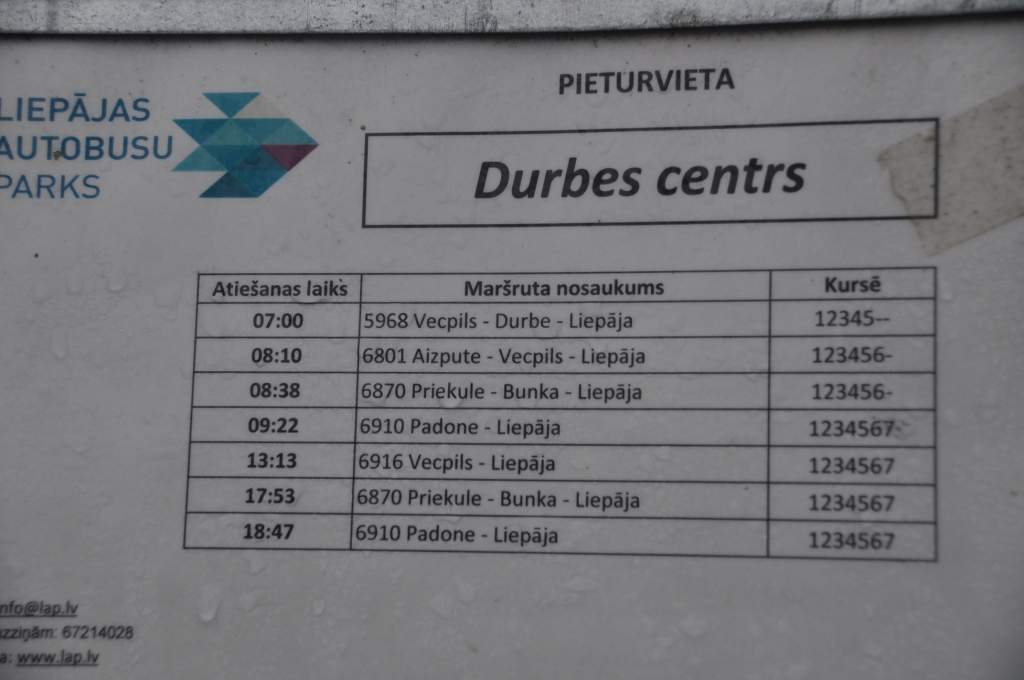 LIEPĀJAS
AUTOBUSU
PARKS
PIETURVIETA
Durbes centrs
Atiešanas laiks Maršruta nosaukums Kursē
07:00 5968 Vecpils - Durbe - Liepāja 12345--
08:10 6801 Aizpute - Vecpils - Liepāja 123456-
08:38 6870 Priekule - Bunka - Liepāja 123456-
09:22 6910 Padone - Liepāja 1234567
13:13 6916 Vecpils - Liepāja 1234567
17:53 6870 Priekule - Bunka - Liepāja 1234567
18:47 6910 Padone - Liepāja 1234567
nfo@lap.lv
uzziņām: 67214028
a: www.lap.lv